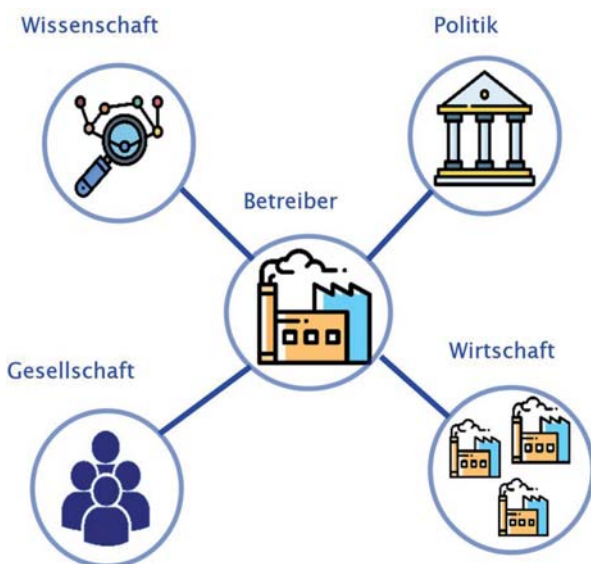 Wissenschaft
Politik
Betreiber
Wirtschaft
Gesellschaft